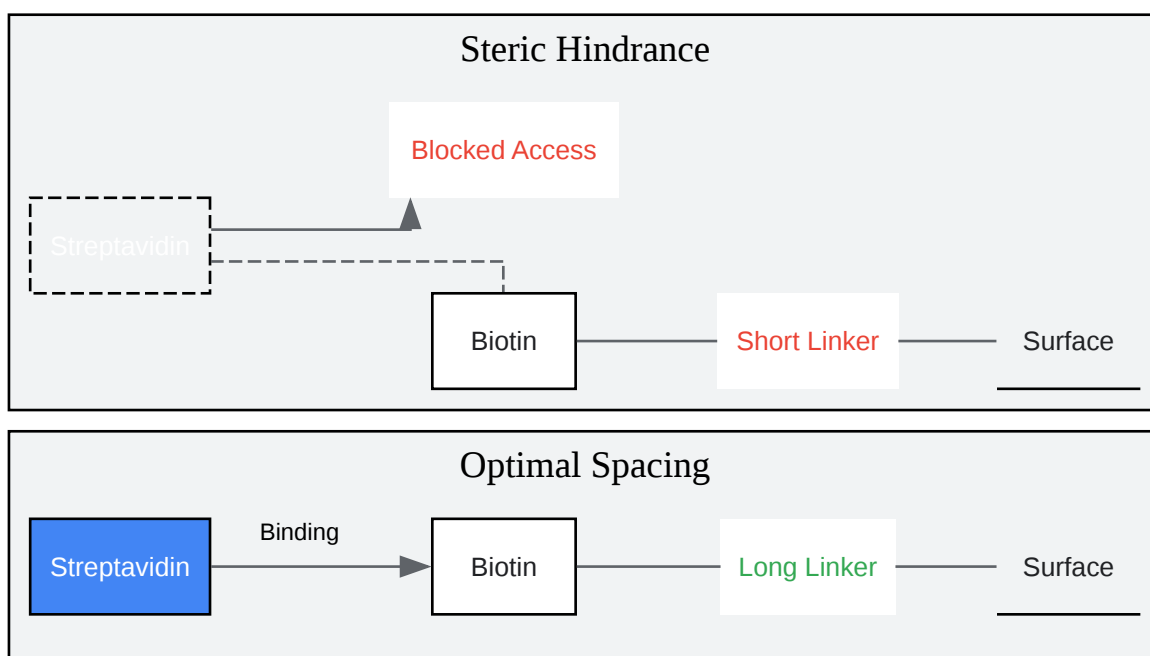 Steric Hindrance
Blocked Access
Streptavidin
Biotin
Short Linker
Surface
Optimal Spacing
Streptavidin
Binding
Biotin
Long Linker
Surface